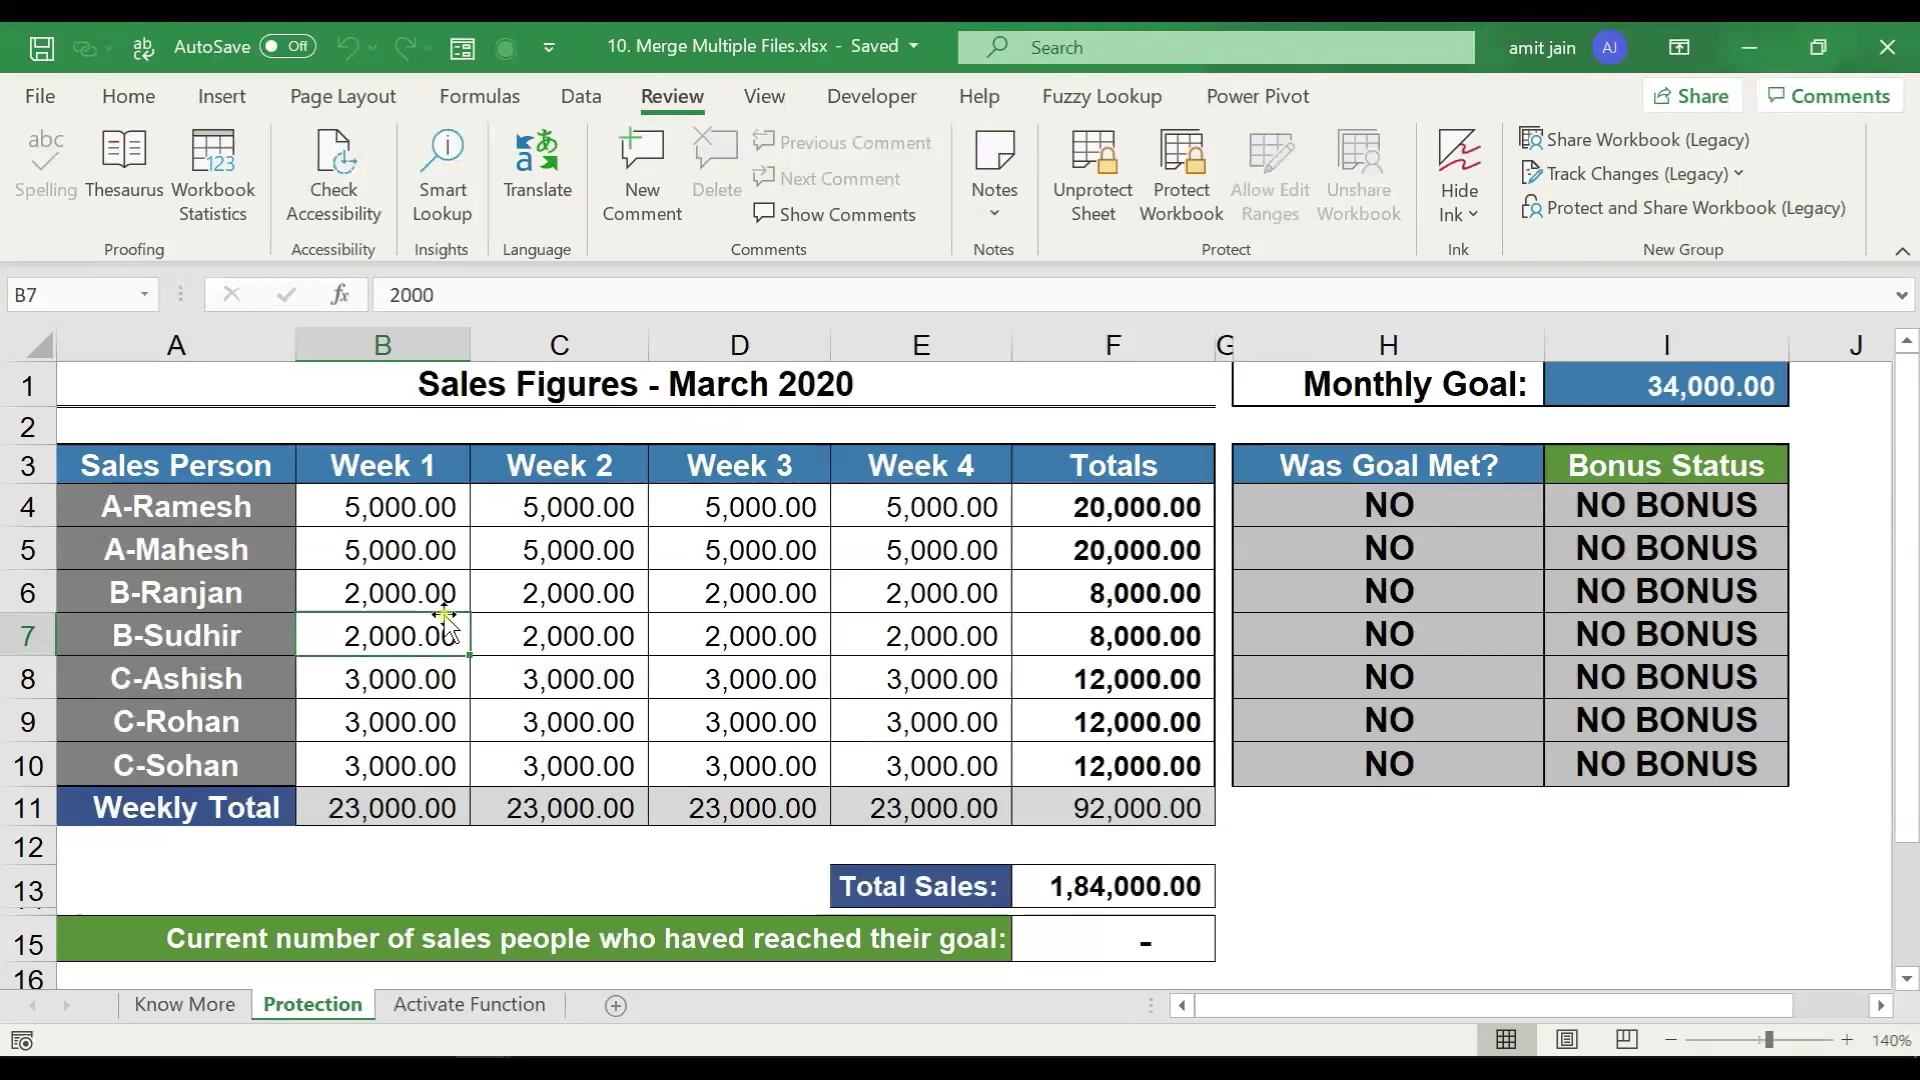 AutoSave Off 10. Merge Multiple Files.xlsx - Saved Search amit jain AJ
File Home Insert Page Layout Formulas Data Review View Developer Help Fuzzy Lookup Power Pivot Share Comments
abc Spelling
Thesaurus
123 Workbook Statistics
Check Accessibility
Smart Lookup
Translate
New Comment
Delete
Previous Comment
Next Comment
Show Comments
Notes
Unprotect Sheet
Protect Workbook
Allow Edit Ranges
Unshare Workbook
Hide Ink
Share Workbook (Legacy)
Track Changes (Legacy)
Protect and Share Workbook (Legacy)
Proofing Accessibility Insights Language Comments Notes Protect Ink New Group
B7 fx 2000
A B C D E F G H I J
1 Sales Figures - March 2020 Monthly Goal: 34,000.00
2
3 Sales Person Week 1 Week 2 Week 3 Week 4 Totals Was Goal Met? Bonus Status
4 A-Ramesh 5,000.00 5,000.00 5,000.00 5,000.00 20,000.00 NO NO BONUS
5 A-Mahesh 5,000.00 5,000.00 5,000.00 5,000.00 20,000.00 NO NO BONUS
6 B-Ranjan 2,000.00 2,000.00 2,000.00 2,000.00 8,000.00 NO NO BONUS
7 B-Sudhir 2,000.00 2,000.00 2,000.00 2,000.00 8,000.00 NO NO BONUS
8 C-Ashish 3,000.00 3,000.00 3,000.00 3,000.00 12,000.00 NO NO BONUS
9 C-Rohan 3,000.00 3,000.00 3,000.00 3,000.00 12,000.00 NO NO BONUS
10 C-Sohan 3,000.00 3,000.00 3,000.00 3,000.00 12,000.00 NO NO BONUS
11 Weekly Total 23,000.00 23,000.00 23,000.00 23,000.00 92,000.00
12
13 Total Sales: 1,84,000.00
15 Current number of sales people who haved reached their goal: -
16
Know More Protection Activate Function
140%